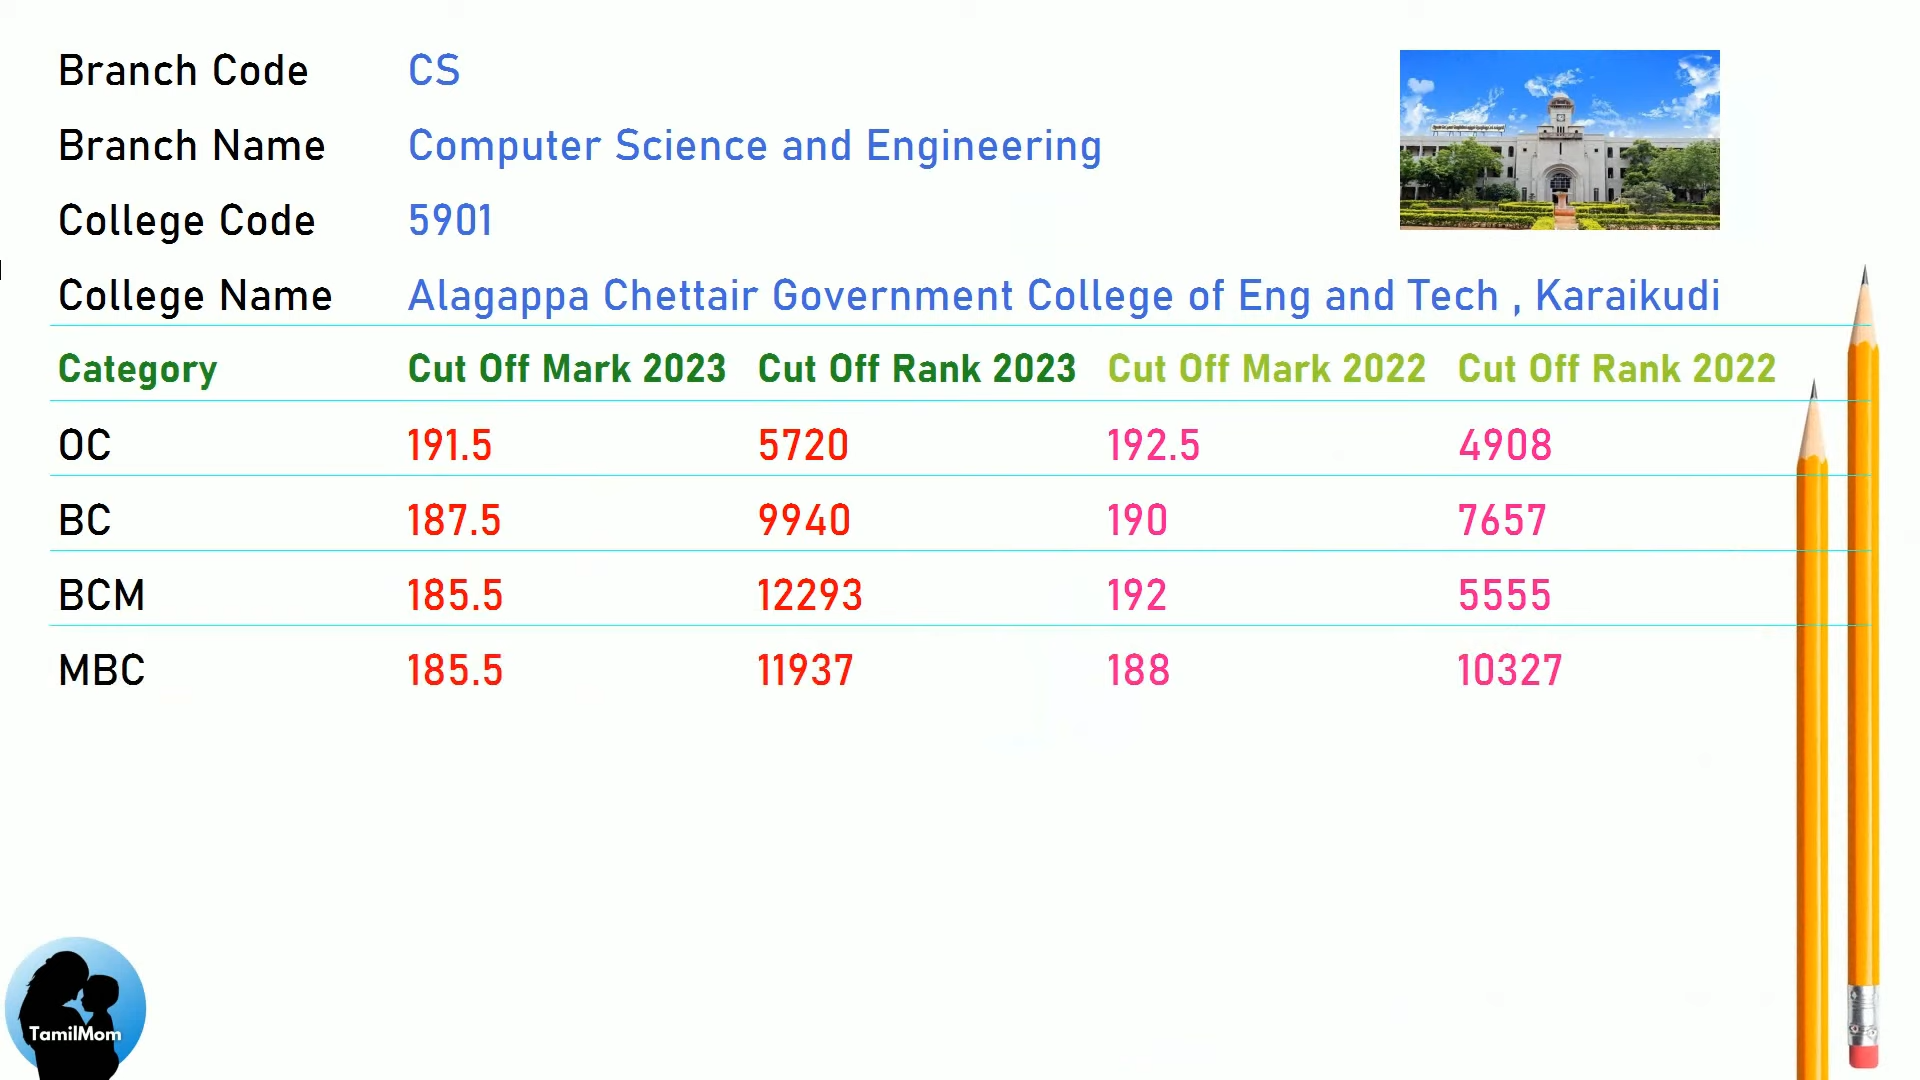 Branch Code CS
Branch Name Computer Science and Engineering
College Code 5901
College Name Alagappa Chettair Government College of Eng and Tech , Karaikudi
Category Cut Off Mark 2023 Cut Off Rank 2023 Cut Off Mark 2022 Cut Off Rank 2022
OC 191.5 5720 192.5 4908
BC 187.5 9940 190 7657
BCM 185.5 12293 192 5555
MBC 185.5 11937 188 10327
TamilMom